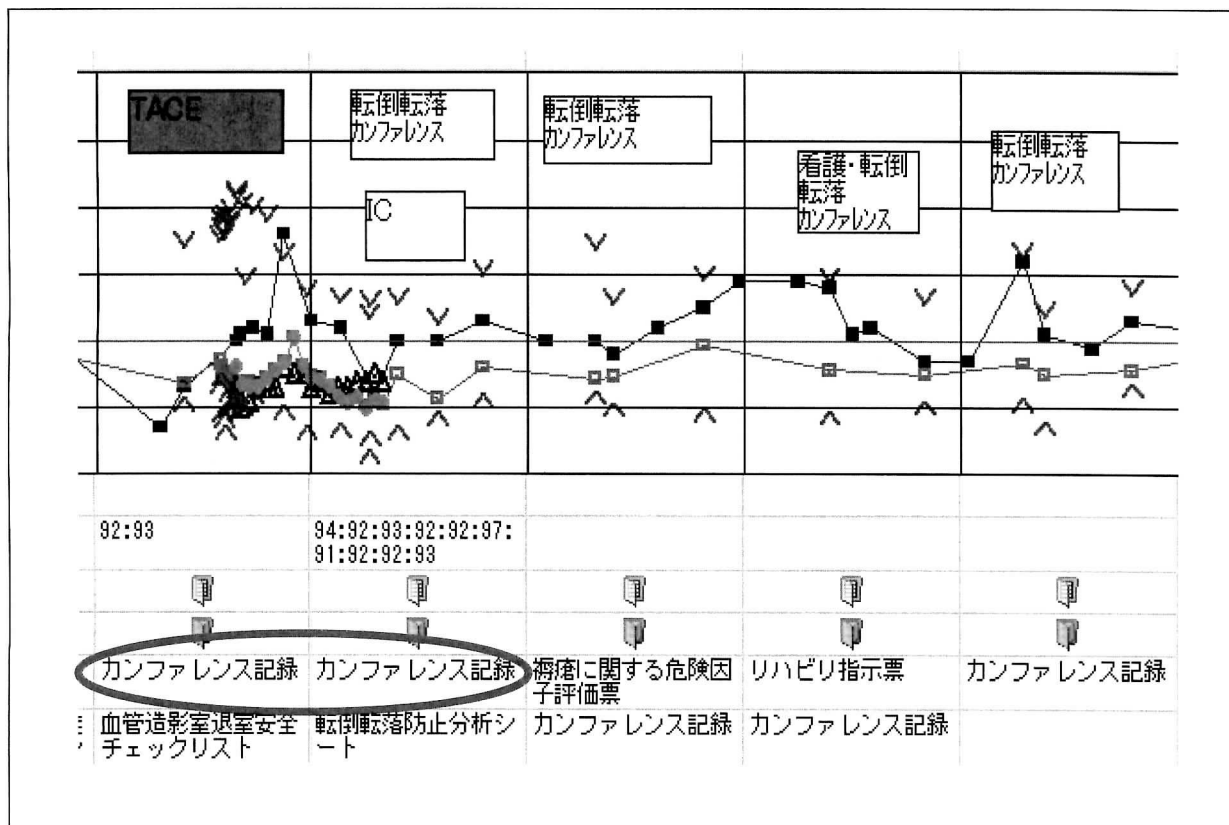 TACE
転倒転落
カンファレンス
転倒転落
カンファレンス
転倒転落
カンファレンス
看護・転倒
転落
カンファレンス
IC
92:93
94:92:93:92:92:97:
91:92:92:93
カンファレンス記録
カンファレンス記録
褥瘡に関する危険因
子評価票
リハビリ指示票
カンファレンス記録
血管造影室退室安全
チェックリスト
転倒転落防止分析シ
ート
カンファレンス記録
カンファレンス記録